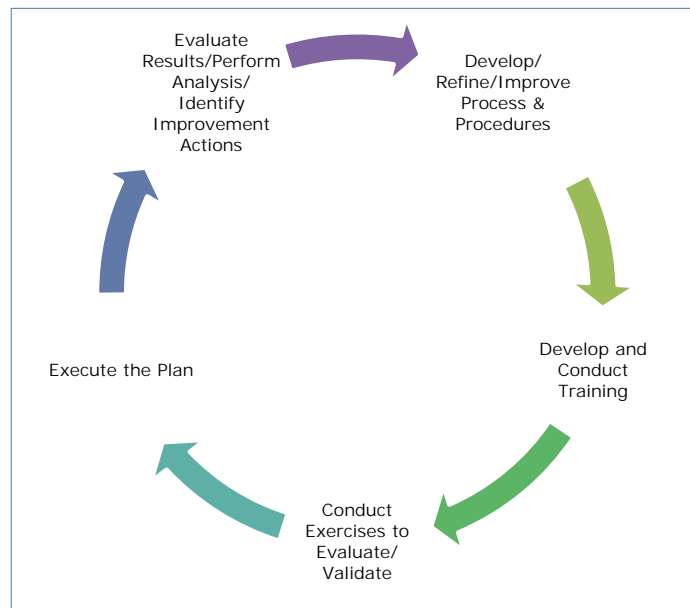 Evaluate
Results/Perform
Analysis/
Identify
Improvement
Actions
Develop/
Refine/Improve
Process &
Procedures
Develop and
Conduct
Training
Conduct
Exercises to
Evaluate/
Validate
Execute the Plan